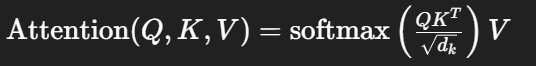 Attention(Q, K, V) = softmax(QK^T / √d_k)V